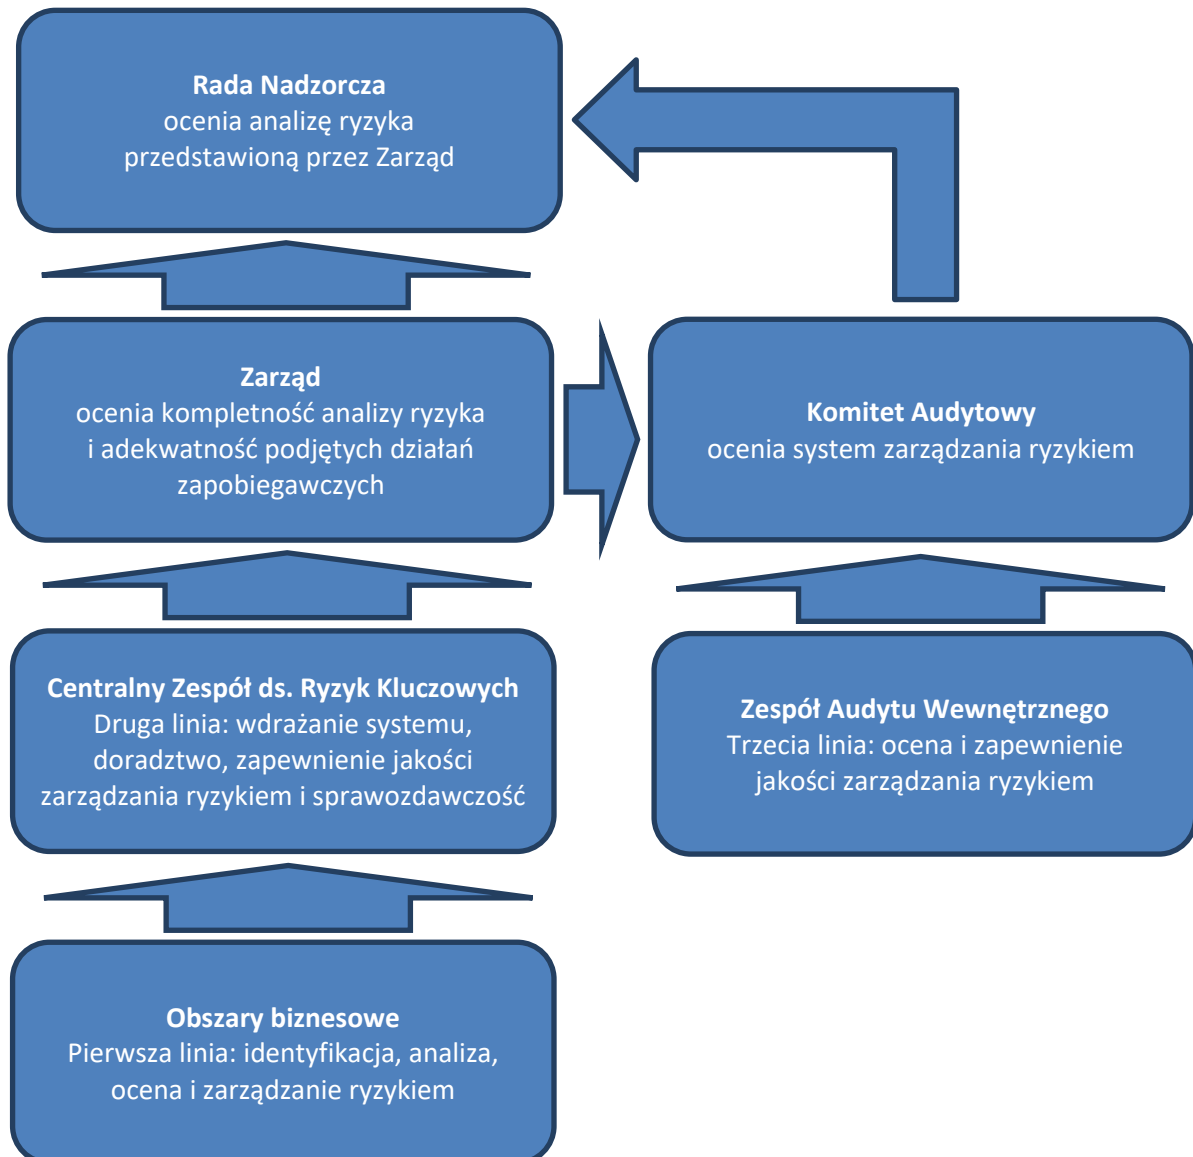 Rada Nadzorcza
ocenia analizę ryzyka
przedstawioną przez Zarząd
Zarząd
ocenia kompletność analizy ryzyka
i adekwatność podjętych działań
zapobiegawczych
Komitet Audytowy
ocenia system zarządzania ryzykiem
Centralny Zespół ds. Ryzyk Kluczowych
Druga linia: wdrażanie systemu,
doradztwo, zapewnienie jakości
zarządzania ryzykiem i sprawozdawczość
Zespół Audytu Wewnętrznego
Trzecia linia: ocena i zapewnienie
jakości zarządzania ryzykiem
Obszary biznesowe
Pierwsza linia: identyfikacja, analiza,
ocena i zarządzanie ryzykiem